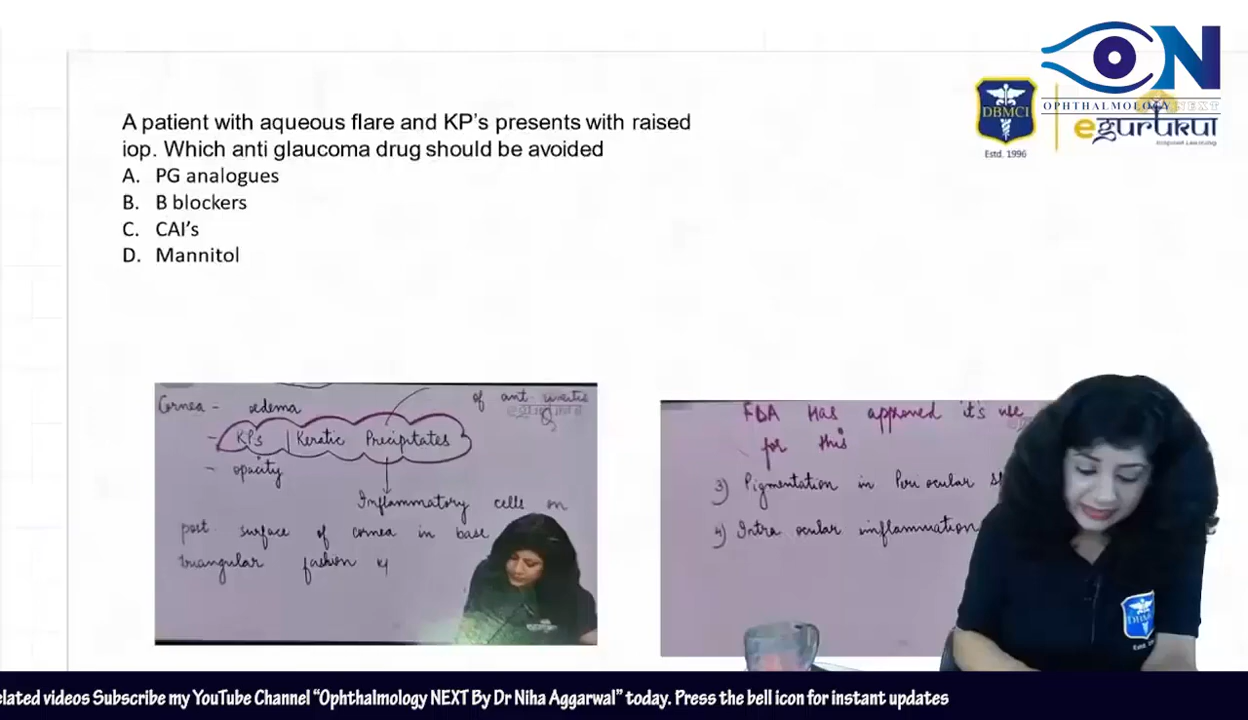 ON
OPHTHALMOLOGY NEXT
DBMCI
Estd. 1996
egurukul
A patient with aqueous flare and KP's presents with raised
iop. Which anti glaucoma drug should be avoided
A. PG analogues
B. B blockers
C. CAI's
D. Mannitol
Cornea - edema
of ant uveitis
- KPs | Keratic Precipitates
- opacity
Inflammatory cells on
post surface of cornea in base
triangular fashion
FDA Has approved it's use
for this
3) Pigmentation in Peri ocular
4) Intra ocular inflammation
DBMCI
elated videos Subscribe my YouTube Channel “Ophthalmology NEXT By Dr Niha Aggarwal” today. Press the bell icon for instant updates